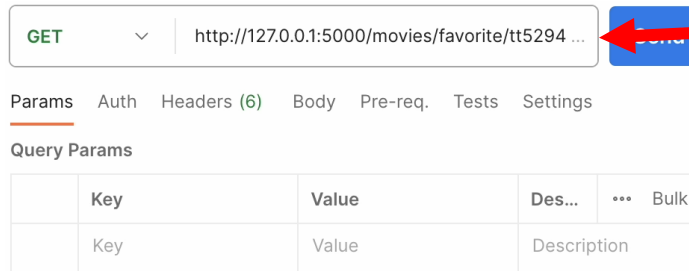 GET http://127.0.0.1:5000/movies/favorite/tt5294 ...
Params Auth Headers (6) Body Pre-req. Tests Settings
Query Params
Key Value Des... Bulk
Key Value Description